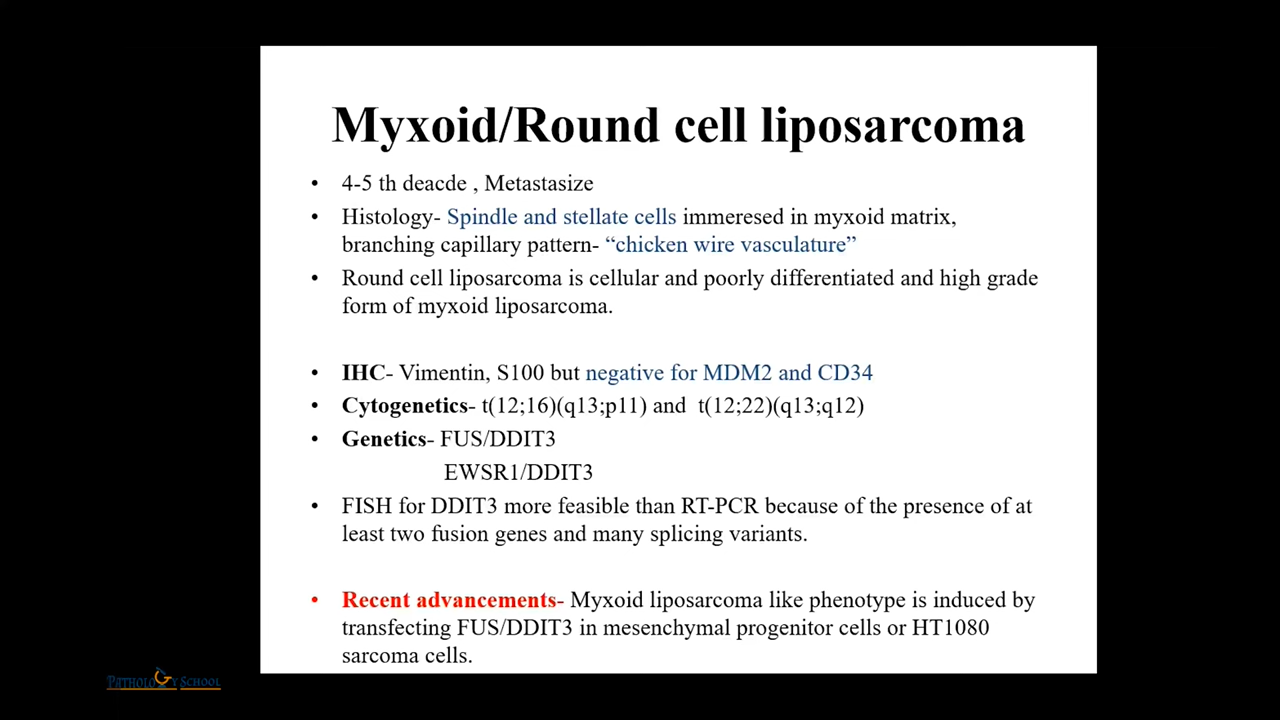 Myxoid/Round cell liposarcoma
• 4-5 th deacde , Metastasize
• Histology- Spindle and stellate cells immeresed in myxoid matrix,
branching capillary pattern- “chicken wire vasculature”
• Round cell liposarcoma is cellular and poorly differentiated and high grade
form of myxoid liposarcoma.
• IHC- Vimentin, S100 but negative for MDM2 and CD34
• Cytogenetics- t(12;16)(q13;p11) and t(12;22)(q13;q12)
• Genetics- FUS/DDIT3
EWSR1/DDIT3
• FISH for DDIT3 more feasible than RT-PCR because of the presence of at
least two fusion genes and many splicing variants.
• Recent advancements- Myxoid liposarcoma like phenotype is induced by
transfecting FUS/DDIT3 in mesenchymal progenitor cells or HT1080
sarcoma cells.
PATHOLOGY SCHOOL